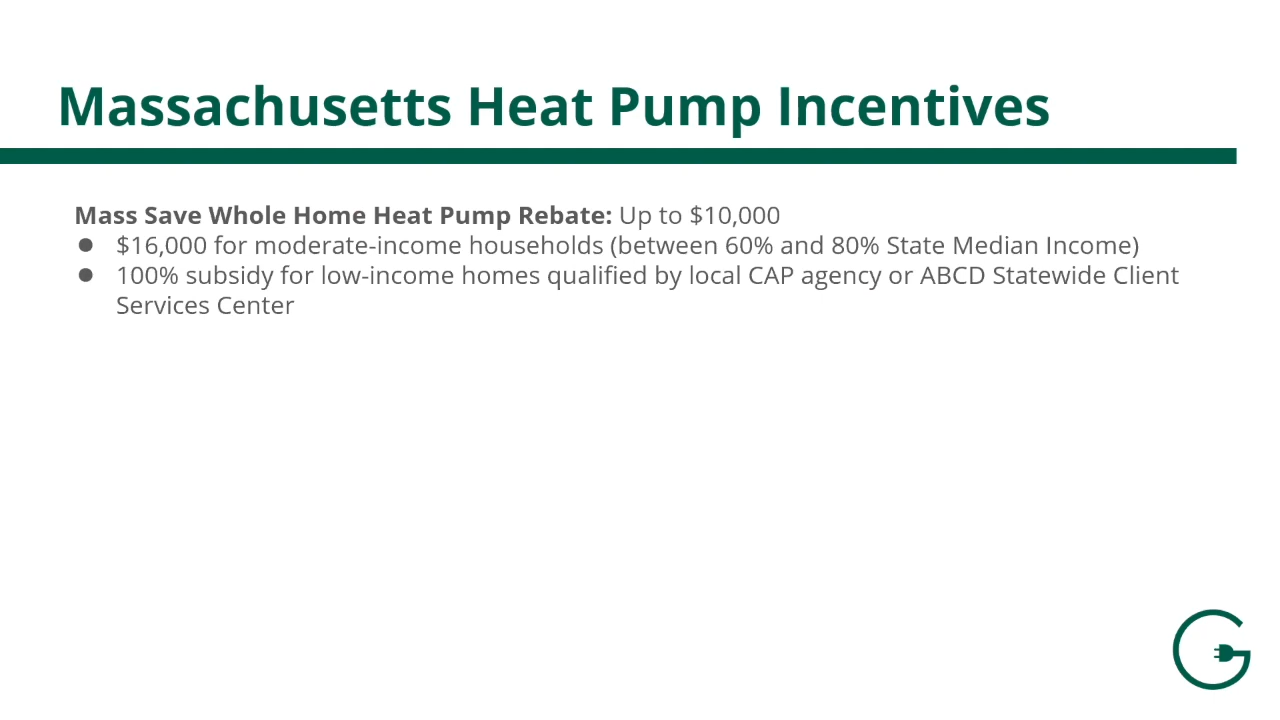 Massachusetts Heat Pump Incentives
Mass Save Whole Home Heat Pump Rebate: Up to $10,000
● $16,000 for moderate-income households (between 60% and 80% State Median Income)
● 100% subsidy for low-income homes qualified by local CAP agency or ABCD Statewide Client
Services Center